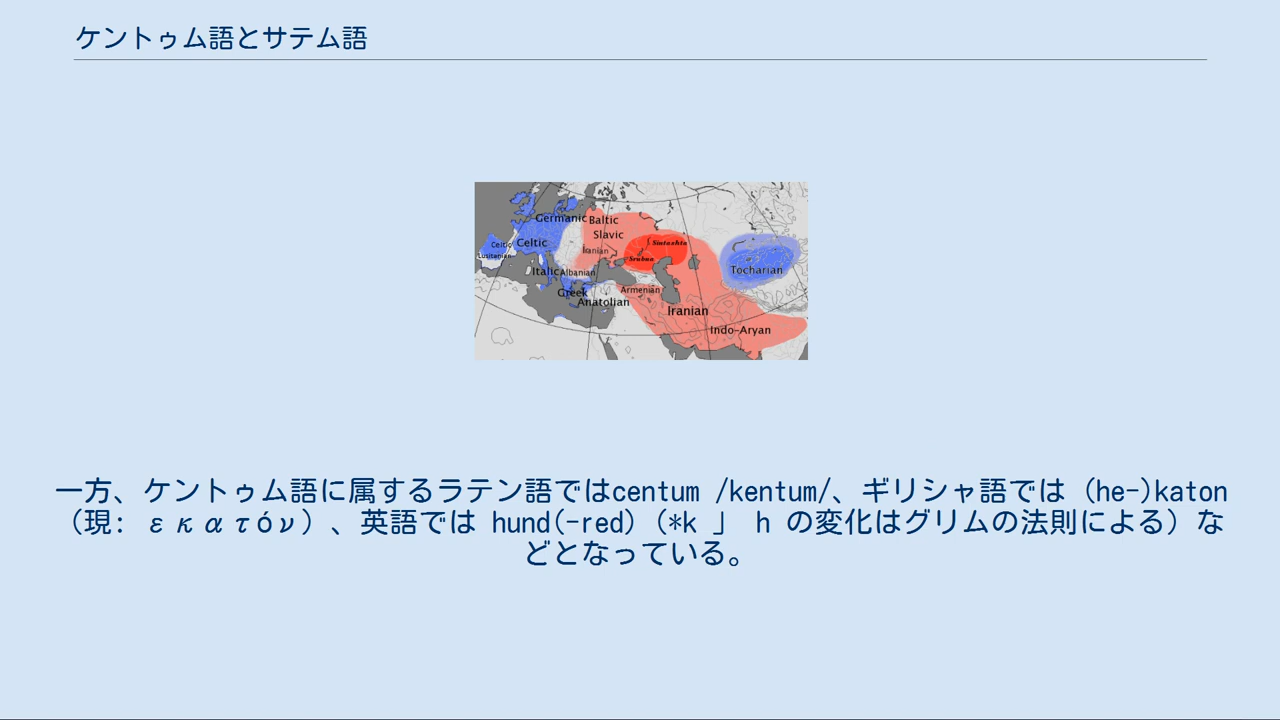 ケントゥム語とサテム語
Germanic Baltic
Slavic
Celtic Celtic
Iranian
Sintashta
Lusitanian
Srubna
Italic Albanian
Tocharian
Greek
Armenian
Anatolian
Iranian
Indo-Aryan
一方、ケントゥム語に属するラテン語ではcentum /kentum/、ギリシャ語では (he-)katon
（現: εκατóν）、英語では hund(-red)（*k 」 h の変化はグリムの法則による）な
どとなっている。